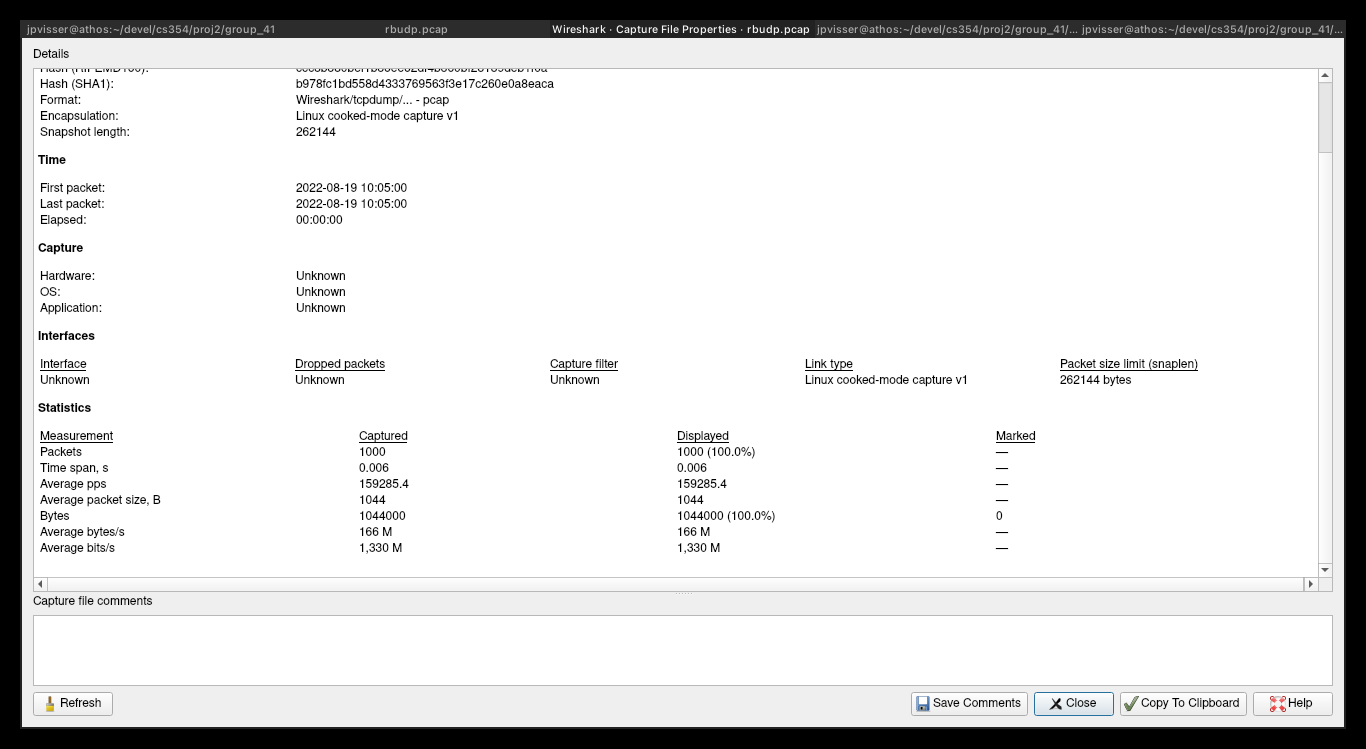 jpvisser@athos:~/devel/cs354/proj2/group_41 rbudp.pcap Wireshark · Capture File Properties · rbudp.pcap jpvisser@athos:~/devel/cs354/proj2/group_41/... jpvisser@athos:~/devel/cs354/proj2/group_41/...
Details
Hash (RIPEMD160):
Hash (SHA1): b978fc1bd558d4333769563f3e17c260e0a8eaca
Format: Wireshark/tcpdump/... - pcap
Encapsulation: Linux cooked-mode capture v1
Snapshot length: 262144
Time
First packet: 2022-08-19 10:05:00
Last packet: 2022-08-19 10:05:00
Elapsed: 00:00:00
Capture
Hardware: Unknown
OS: Unknown
Application: Unknown
Interfaces
Interface Dropped packets Capture filter Link type Packet size limit (snaplen)
Unknown Unknown Unknown Linux cooked-mode capture v1 262144 bytes
Statistics
Measurement Captured Displayed Marked
Packets 1000 1000 (100.0%) —
Time span, s 0.006 0.006 —
Average pps 159285.4 159285.4 —
Average packet size, B 1044 1044 —
Bytes 1044000 1044000 (100.0%) 0
Average bytes/s 166 M 166 M —
Average bits/s 1,330 M 1,330 M —
Capture file comments
Refresh Save Comments Close Copy To Clipboard Help